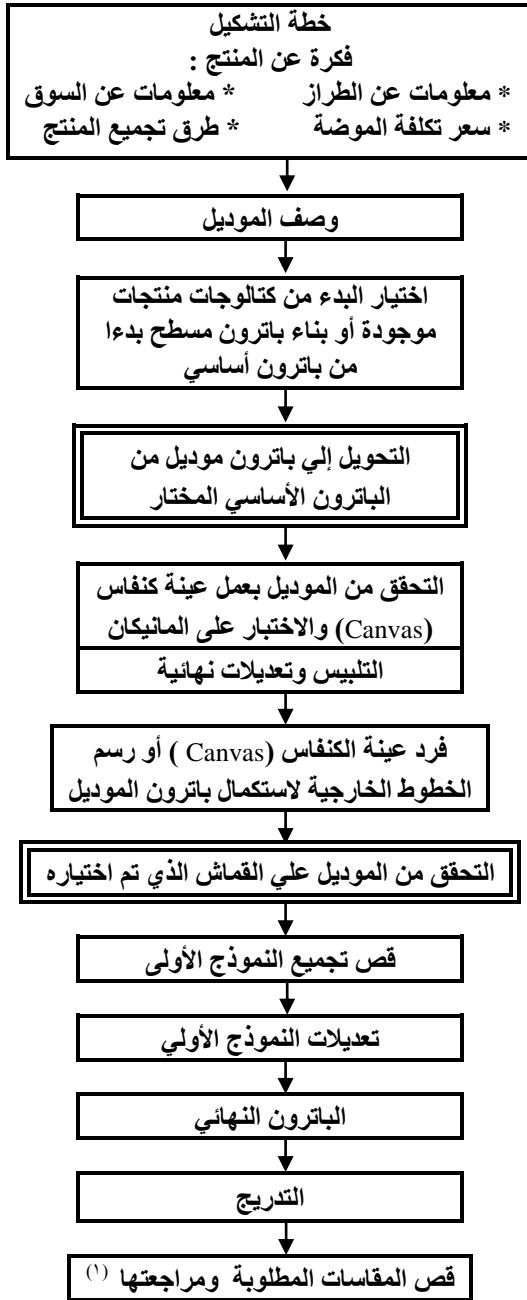 خطة التشكيل
فكرة عن المنتج :
* معلومات عن الطراز * معلومات عن السوق
* سعر تكلفة الموضة * طرق تجميع المنتج
وصف الموديل
اختيار البدء من كتالوجات منتجات
موجودة أو بناء باترون مسطح بدءا
من باترون أساسي
التحويل إلي باترون موديل من
الباترون الأساسي المختار
التحقق من الموديل بعمل عينة كنفاس
(Canvas) والاختبار على المانيكان
التلبيس وتعديلات نهائية
فرد عينة الكنفاس (Canvas ) أو رسم
الخطوط الخارجية لاستكمال باترون الموديل
التحقق من الموديل علي القماش الذي تم اختياره
قص تجميع النموذج الأولى
تعديلات النموذج الأولي
الباترون النهائي
التدريج
قص المقاسات المطلوبة ومراجعتها (١)